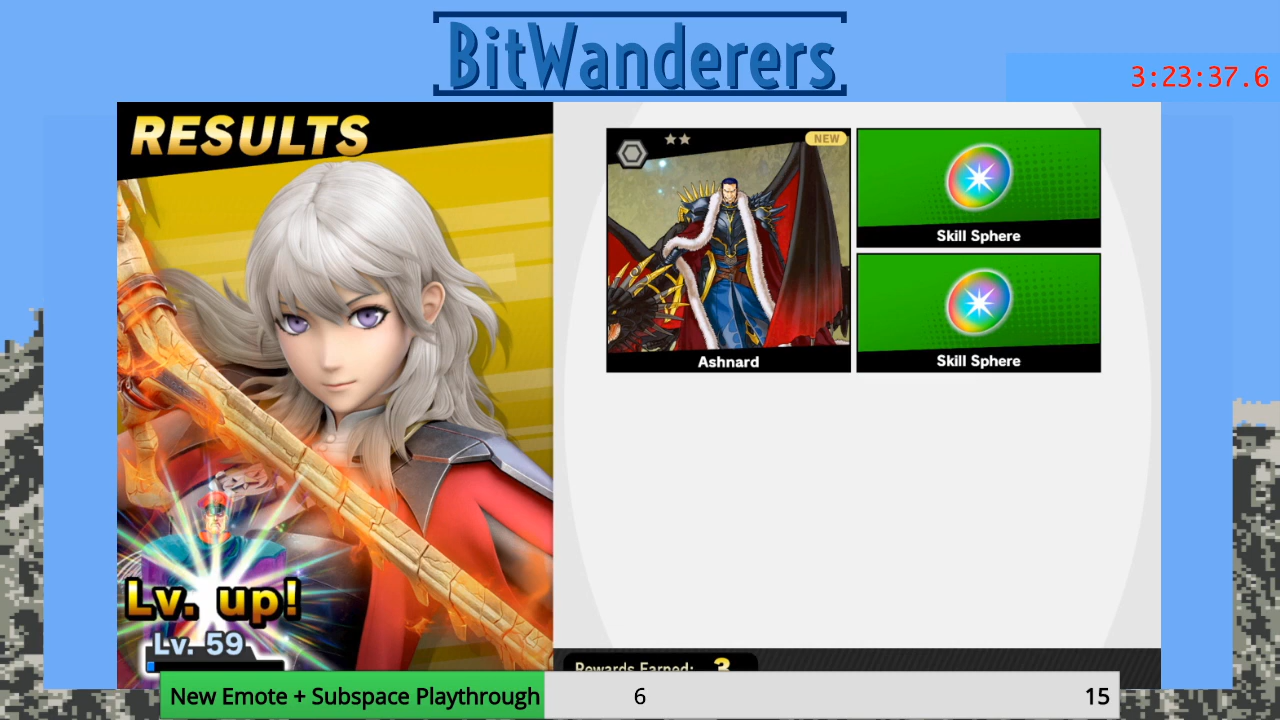 BitWanderers
3:23:37.6
RESULTS
NEW
Ashnard
Skill Sphere
Skill Sphere
Lv. up!
Lv. 59
Rewards Earned: 3
New Emote + Subspace Playthrough
6
15